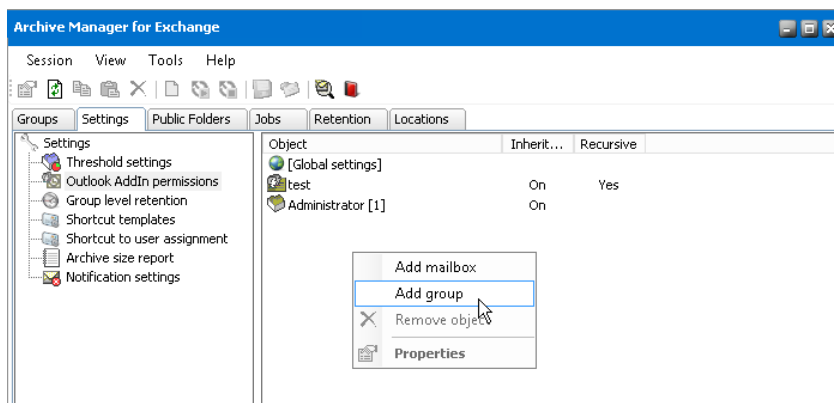 Archive Manager for Exchange
Session View Tools Help
Groups Settings Public Folders Jobs Retention Locations
Settings
Threshold settings
Outlook AddIn permissions
Group level retention
Shortcut templates
Shortcut to user assignment
Archive size report
Notification settings
Object Inherit... Recursive
[Global settings]
test On Yes
Administrator [1] On
Add mailbox
Add group
Remove object
Properties